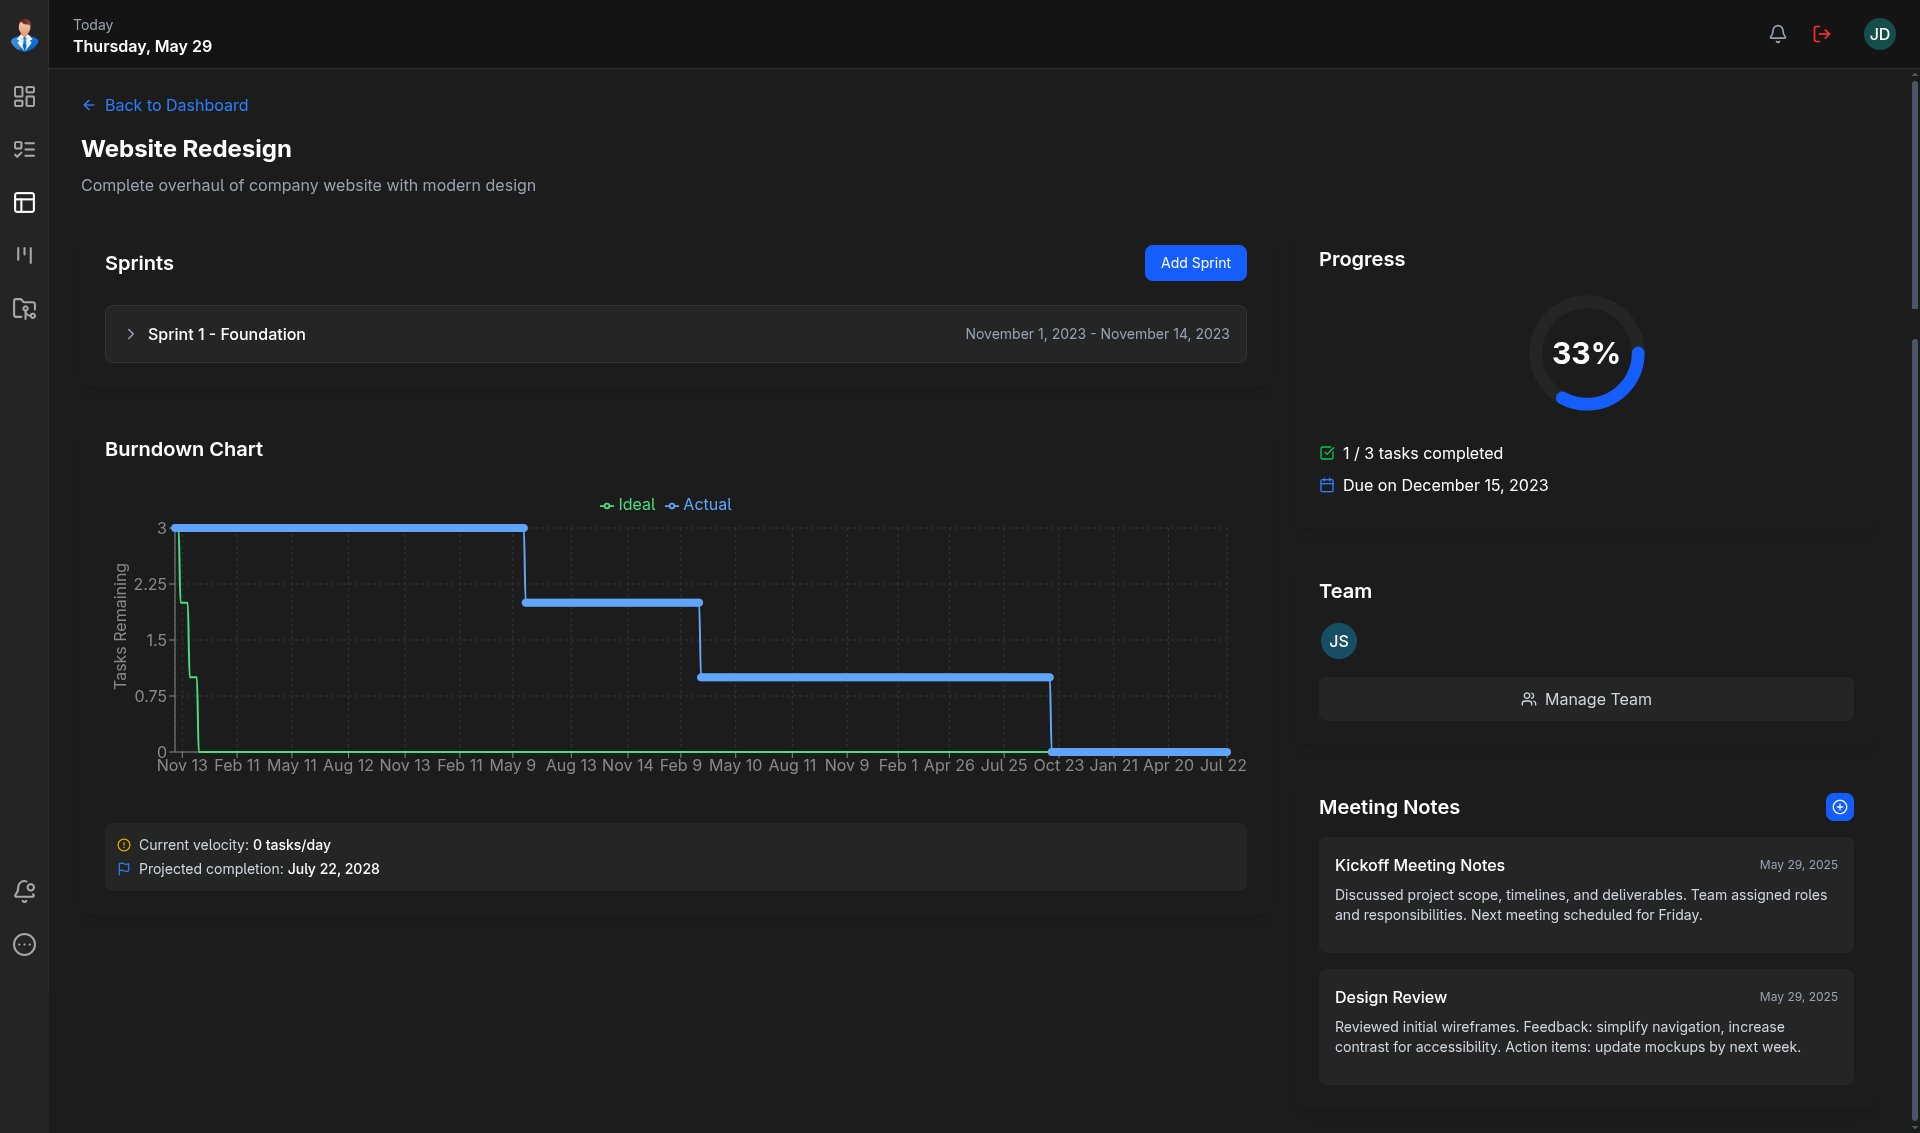 Today
Thursday, May 29
JD
Back to Dashboard
Website Redesign
Complete overhaul of company website with modern design
Sprints
Add Sprint
Sprint 1 - Foundation
November 1, 2023 - November 14, 2023
Burndown Chart
Ideal
Actual
Tasks Remaining
3
2.25
1.5
0.75
0
Nov 13 Feb 11 May 11 Aug 12 Nov 13 Feb 11 May 9 Aug 13 Nov 14 Feb 9 May 10 Aug 11 Nov 9 Feb 1 Apr 26 Jul 25 Oct 23 Jan 21 Apr 20 Jul 22
Current velocity: 0 tasks/day
Projected completion: July 22, 2028
Progress
33%
1 / 3 tasks completed
Due on December 15, 2023
Team
JS
Manage Team
Meeting Notes
Kickoff Meeting Notes
May 29, 2025
Discussed project scope, timelines, and deliverables. Team assigned roles
and responsibilities. Next meeting scheduled for Friday.
Design Review
May 29, 2025
Reviewed initial wireframes. Feedback: simplify navigation, increase
contrast for accessibility. Action items: update mockups by next week.